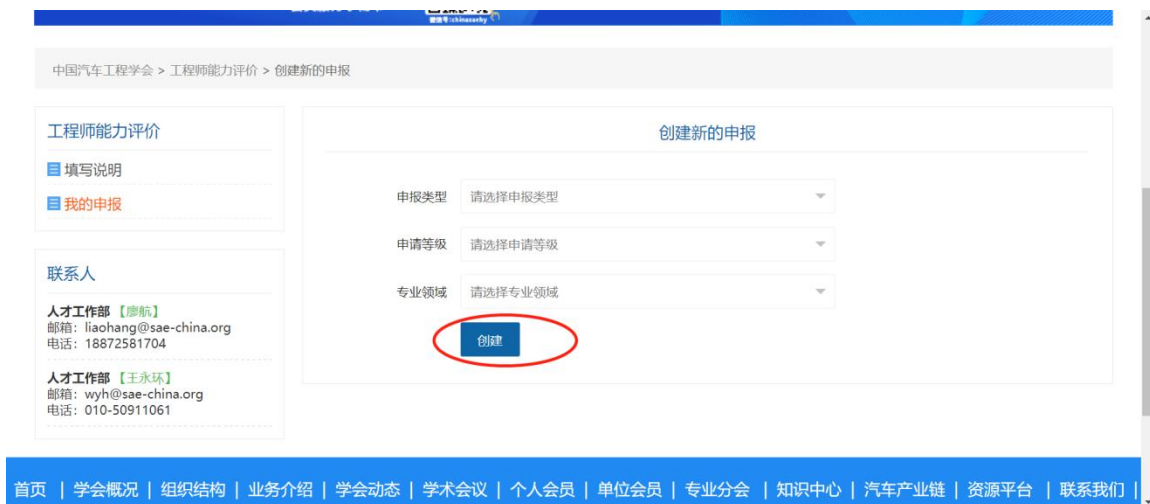 微信号:chinasaehy
中国汽车工程学会 > 工程师能力评价 > 创建新的申报
工程师能力评价
填写说明
我的申报
联系人
人才工作部【廖航】
邮箱：liaohang@sae-china.org
电话：18872581704
人才工作部【王永环】
邮箱：wyh@sae-china.org
电话：010-50911061
创建新的申报
申报类型 请选择申报类型
申请等级 请选择申请等级
专业领域 请选择专业领域
创建
首页 | 学会概况 | 组织结构 | 业务介绍 | 学会动态 | 学术会议 | 个人会员 | 单位会员 | 专业分会 | 知识中心 | 汽车产业链 | 资源平台 | 联系我们 |